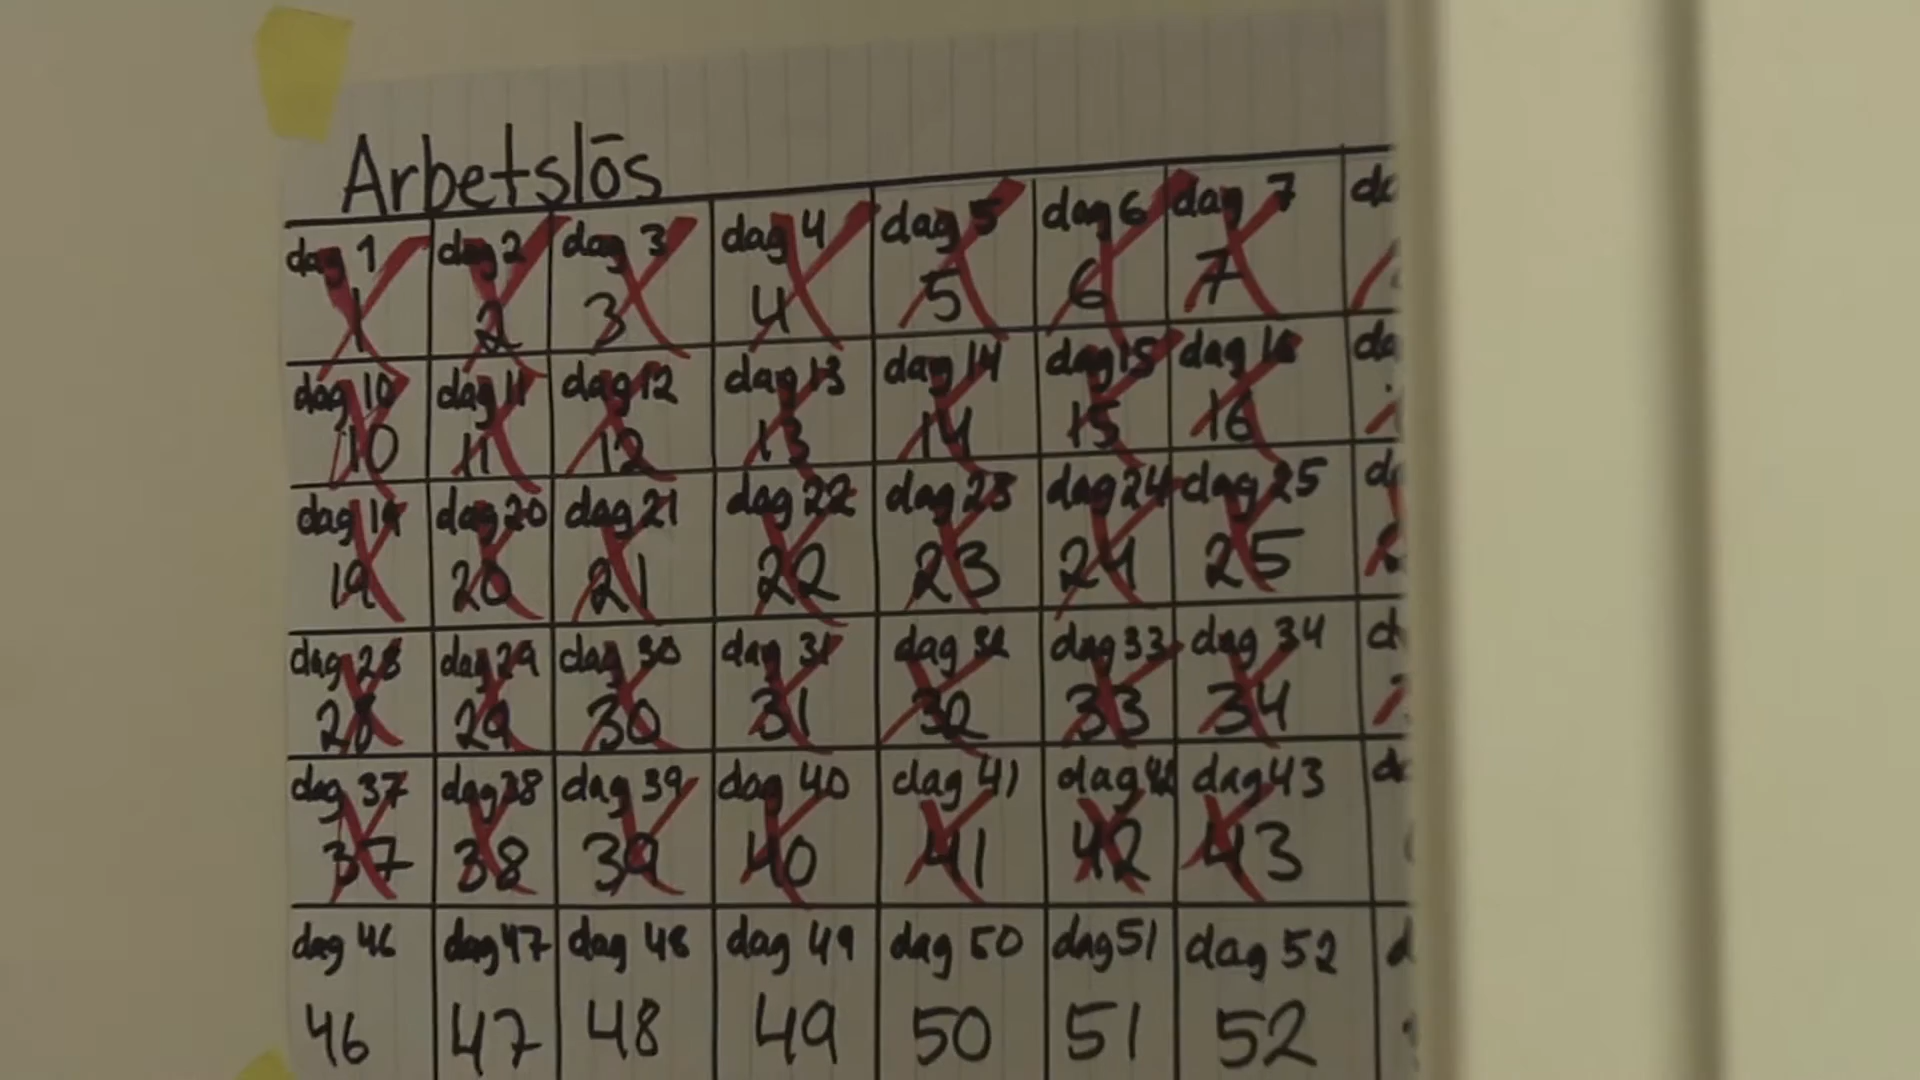 Arbetslös
dag 1 dag 2 dag 3 dag 4 dag 5 dag 6 dag 7
1 2 3 4 5 6 7
dag 10 dag 11 dag 12 dag 13 dag 14 dag 15 dag 16
10 11 12 13 14 15 16
dag 19 dag 20 dag 21 dag 22 dag 23 dag 24 dag 25
19 20 21 22 23 24 25
dag 28 dag 29 dag 30 dag 31 dag 32 dag 33 dag 34
28 29 30 31 32 33 34
dag 37 dag 38 dag 39 dag 40 dag 41 dag 42 dag 43
37 38 39 40 41 42 43
dag 46 dag 47 dag 48 dag 49 dag 50 dag 51 dag 52
46 47 48 49 50 51 52